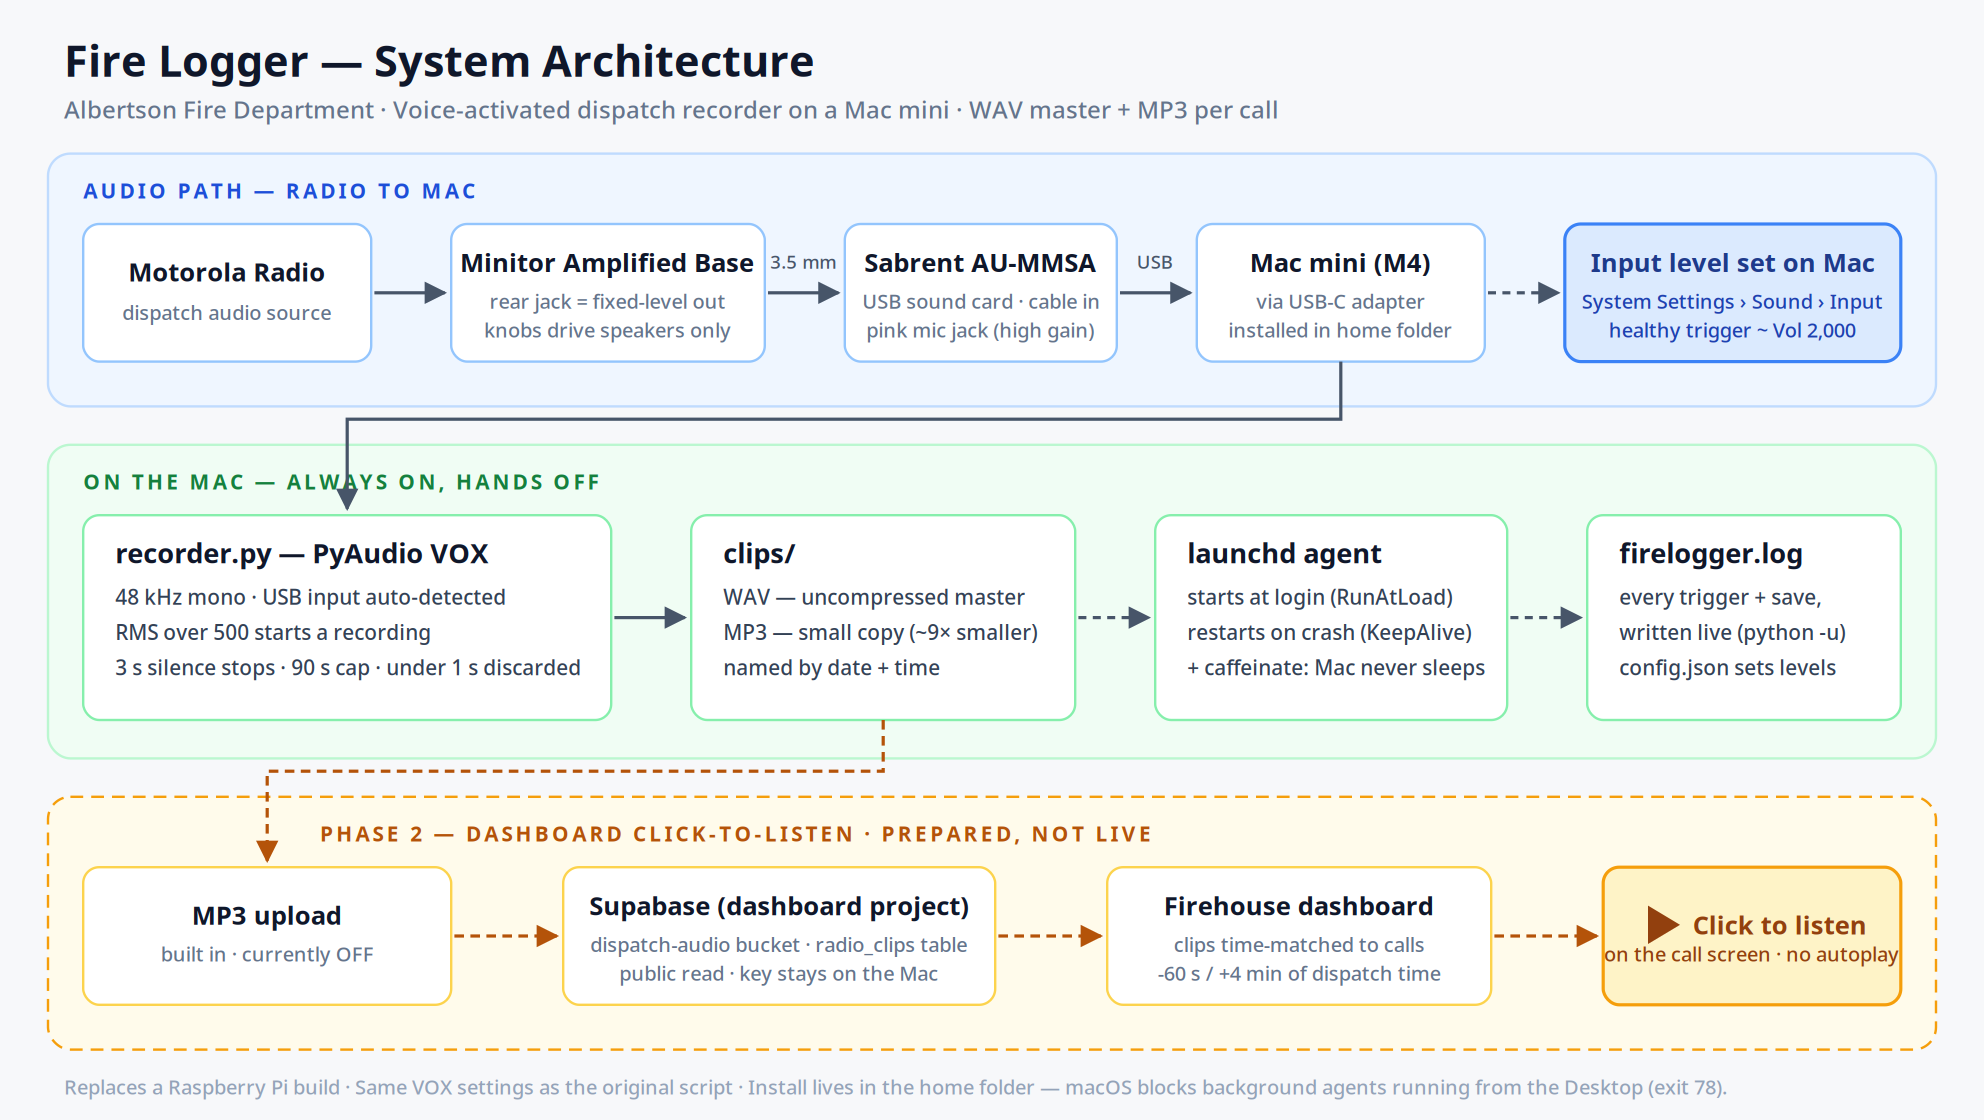 Fire Logger — System Architecture
Albertson Fire Department · Voice-activated dispatch recorder on a Mac mini · WAV master + MP3 per call
AUDIO PATH — RADIO TO MAC
Motorola Radio
dispatch audio source
Minitor Amplified Base
rear jack = fixed-level out
knobs drive speakers only
3.5 mm
Sabrent AU-MMSA
USB sound card · cable in
pink mic jack (high gain)
USB
Mac mini (M4)
via USB-C adapter
installed in home folder
Input level set on Mac
System Settings › Sound › Input
healthy trigger ~ Vol 2,000
ON THE MAC — ALWAYS ON, HANDS OFF
recorder.py — PyAudio VOX
48 kHz mono · USB input auto-detected
RMS over 500 starts a recording
3 s silence stops · 90 s cap · under 1 s discarded
clips/
WAV — uncompressed master
MP3 — small copy (~9× smaller)
named by date + time
launchd agent
starts at login (RunAtLoad)
restarts on crash (KeepAlive)
+ caffeinate: Mac never sleeps
firelogger.log
every trigger + save,
written live (python -u)
config.json sets levels
PHASE 2 — DASHBOARD CLICK-TO-LISTEN · PREPARED, NOT LIVE
MP3 upload
built in · currently OFF
Supabase (dashboard project)
dispatch-audio bucket · radio_clips table
public read · key stays on the Mac
Firehouse dashboard
clips time-matched to calls
-60 s / +4 min of dispatch time
Click to listen
on the call screen · no autoplay
Replaces a Raspberry Pi build · Same VOX settings as the original script · Install lives in the home folder — macOS blocks background agents running from the Desktop (exit 78).